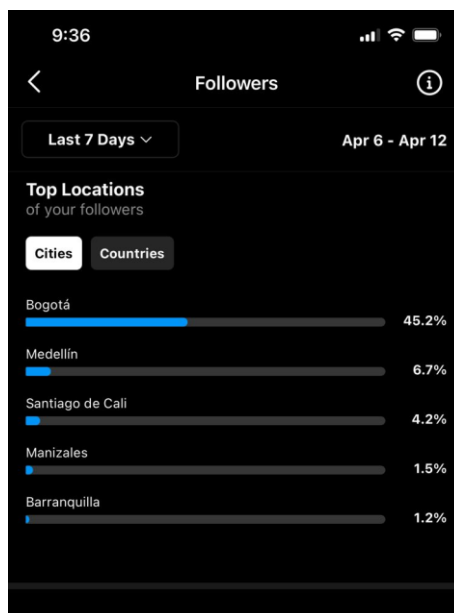 9:36
Followers
Last 7 Days
Apr 6 - Apr 12
Top Locations
of your followers
Cities
Countries
Bogotá
45.2%
Medellín
6.7%
Santiago de Cali
4.2%
Manizales
1.5%
Barranquilla
1.2%